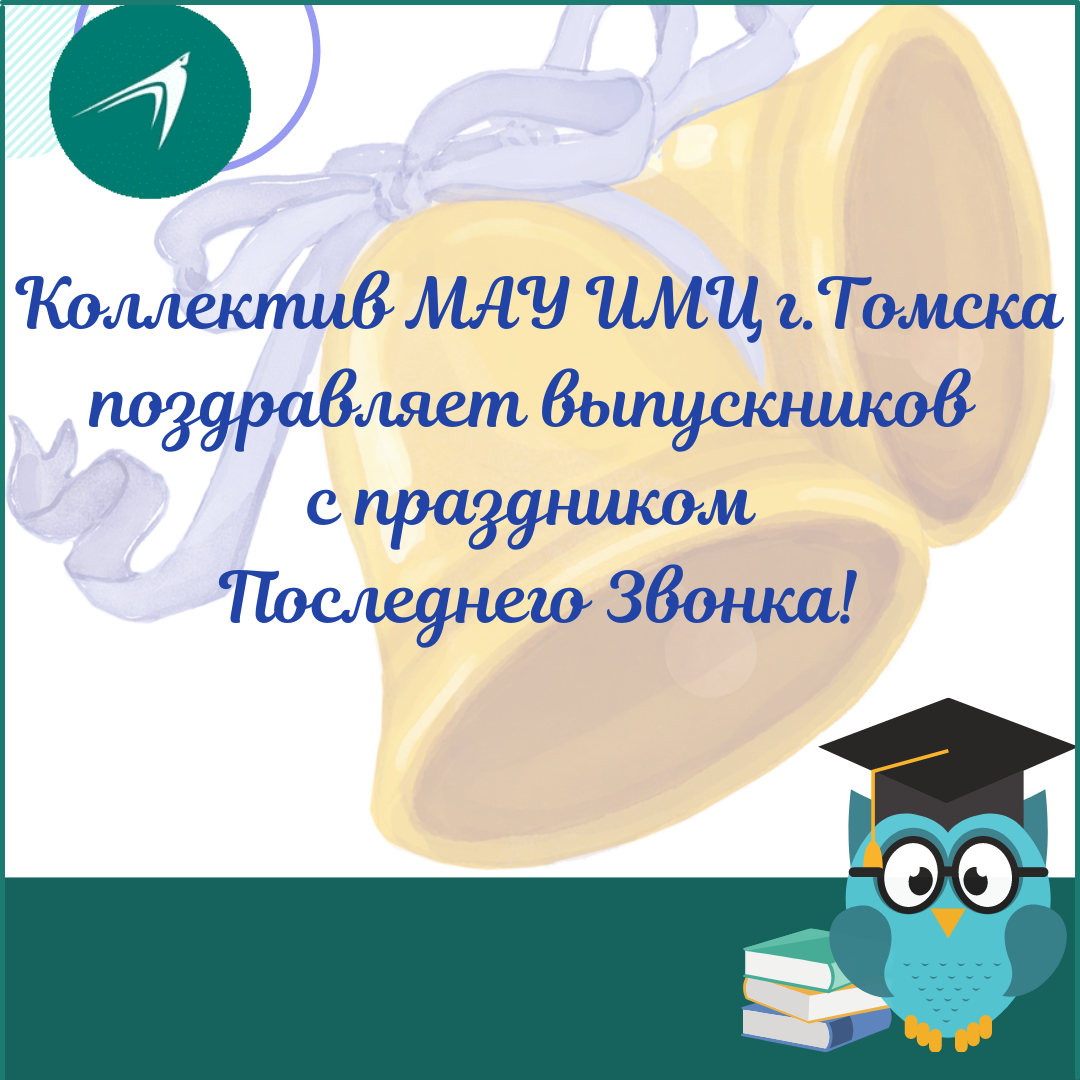 Коллектив МАУ ИМЦ г.Томска
поздравляет выпускников
с праздником
Последнего Звонка!